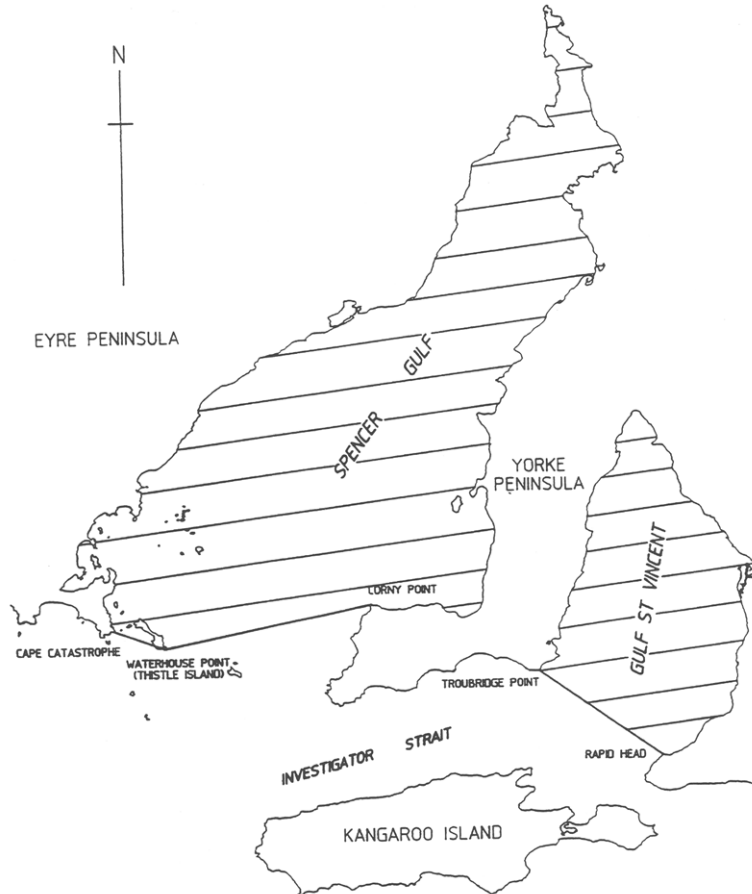 N
EYRE PENINSULA
SPENCER GULF
YORKE
PENINSULA
GULF ST VINCENT
CORNY POINT
CAPE CATASTROPHE
WATERHOUSE POINT
(THISTLE ISLAND)
TROUBRIDGE POINT
INVESTIGATOR STRAIT
RAPID HEAD
KANGAROO ISLAND